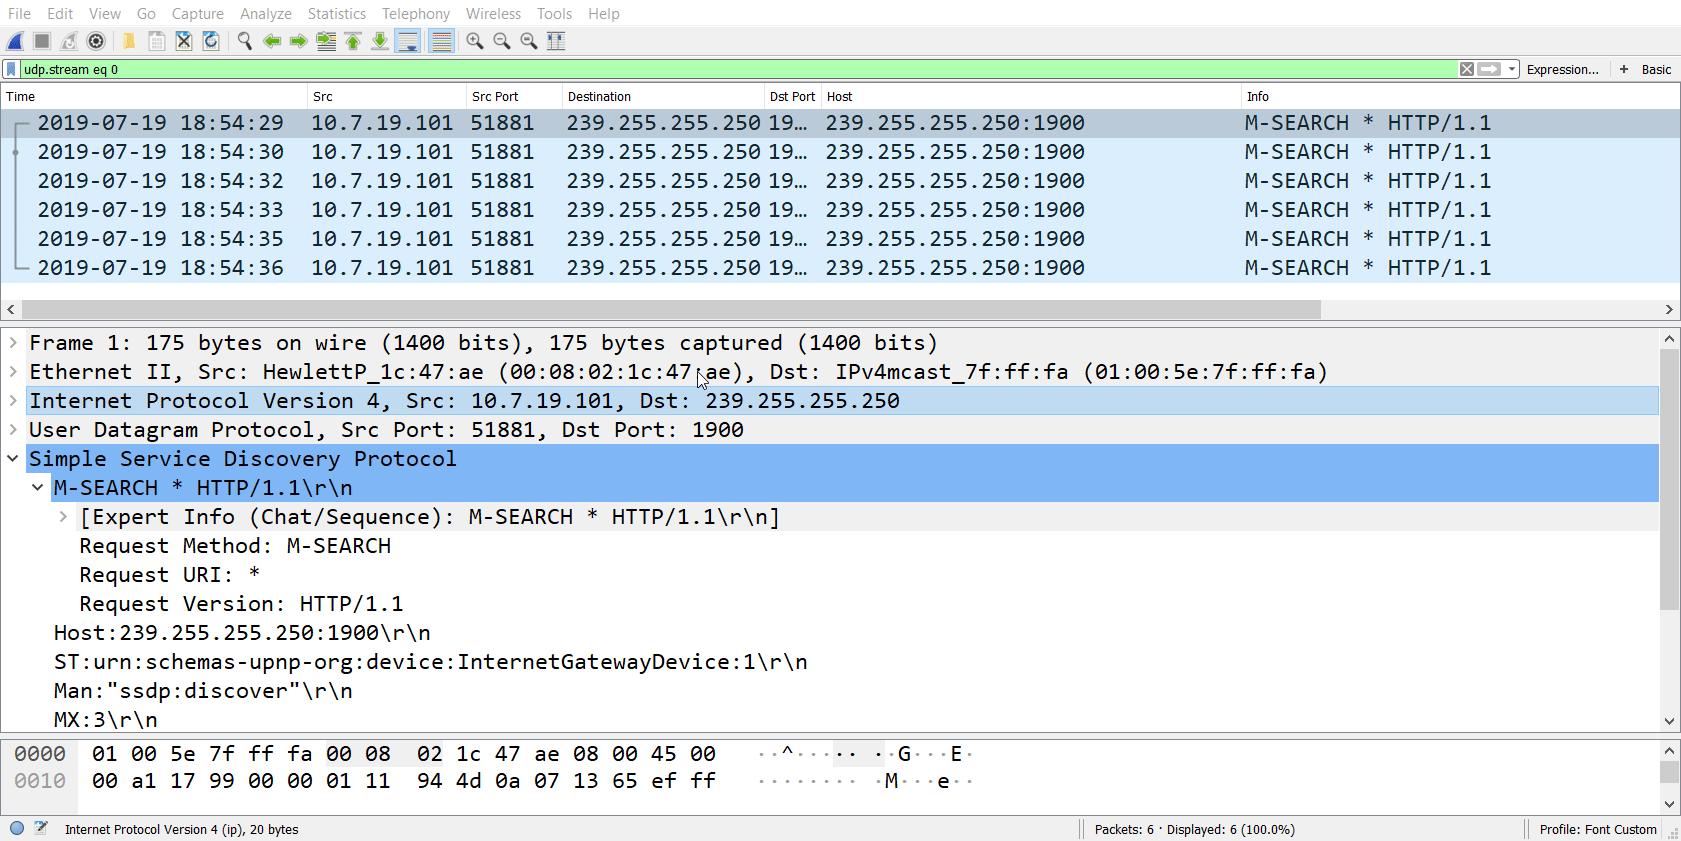 File Edit View Go Capture Analyze Statistics Telephony Wireless Tools Help
udp.stream eq 0 Expression... + Basic
Time Src Src Port Destination Dst Port Host Info
2019-07-19 18:54:29 10.7.19.101 51881 239.255.255.250 19… 239.255.255.250:1900 M-SEARCH * HTTP/1.1
2019-07-19 18:54:30 10.7.19.101 51881 239.255.255.250 19… 239.255.255.250:1900 M-SEARCH * HTTP/1.1
2019-07-19 18:54:32 10.7.19.101 51881 239.255.255.250 19… 239.255.255.250:1900 M-SEARCH * HTTP/1.1
2019-07-19 18:54:33 10.7.19.101 51881 239.255.255.250 19… 239.255.255.250:1900 M-SEARCH * HTTP/1.1
2019-07-19 18:54:35 10.7.19.101 51881 239.255.255.250 19… 239.255.255.250:1900 M-SEARCH * HTTP/1.1
2019-07-19 18:54:36 10.7.19.101 51881 239.255.255.250 19… 239.255.255.250:1900 M-SEARCH * HTTP/1.1
Frame 1: 175 bytes on wire (1400 bits), 175 bytes captured (1400 bits)
Ethernet II, Src: HewlettP_1c:47:ae (00:08:02:1c:47:ae), Dst: IPv4mcast_7f:ff:fa (01:00:5e:7f:ff:fa)
Internet Protocol Version 4, Src: 10.7.19.101, Dst: 239.255.255.250
User Datagram Protocol, Src Port: 51881, Dst Port: 1900
Simple Service Discovery Protocol
M-SEARCH * HTTP/1.1\r\n
[Expert Info (Chat/Sequence): M-SEARCH * HTTP/1.1\r\n]
Request Method: M-SEARCH
Request URI: *
Request Version: HTTP/1.1
Host:239.255.255.250:1900\r\n
ST:urn:schemas-upnp-org:device:InternetGatewayDevice:1\r\n
Man:"ssdp:discover"\r\n
MX:3\r\n
0000 01 00 5e 7f ff fa 00 08 02 1c 47 ae 08 00 45 00 ··^····· ··G···E·
0010 00 a1 17 99 00 00 01 11 94 4d 0a 07 13 65 ef ff ········ ·M···e··
Internet Protocol Version 4 (ip), 20 bytes Packets: 6 · Displayed: 6 (100.0%) Profile: Font Custom